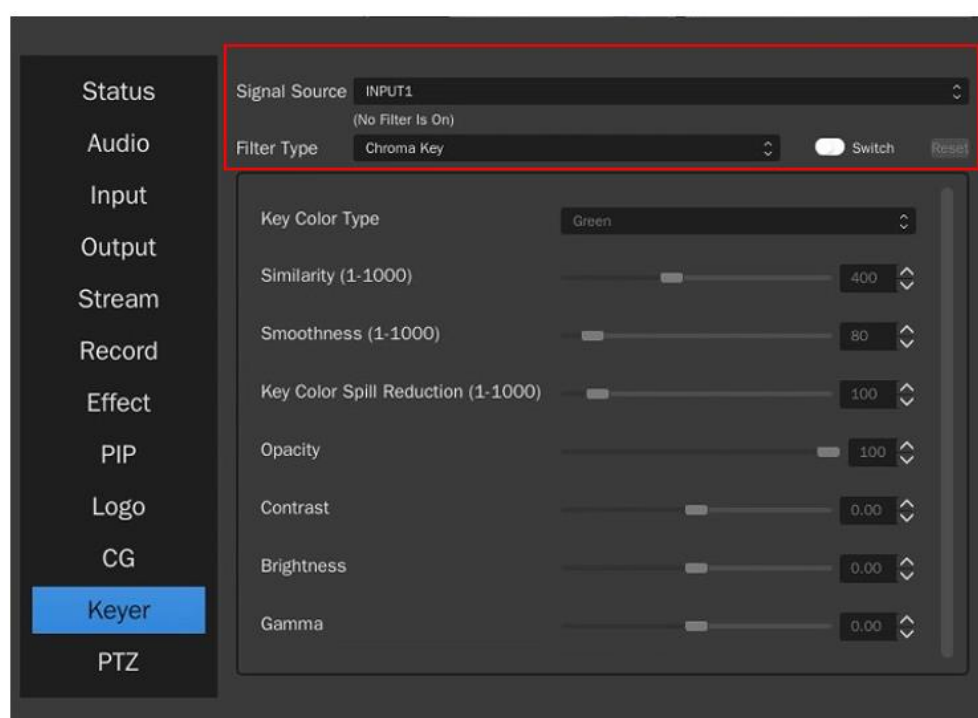 Status
Audio
Input
Output
Stream
Record
Effect
PIP
Logo
CG
Keyer
PTZ
Signal Source INPUT1
(No Filter Is On)
Filter Type Chroma Key Switch Reset
Key Color Type Green
Similarity (1-1000) 400
Smoothness (1-1000) 80
Key Color Spill Reduction (1-1000) 100
Opacity 100
Contrast 0.00
Brightness 0.00
Gamma 0.00